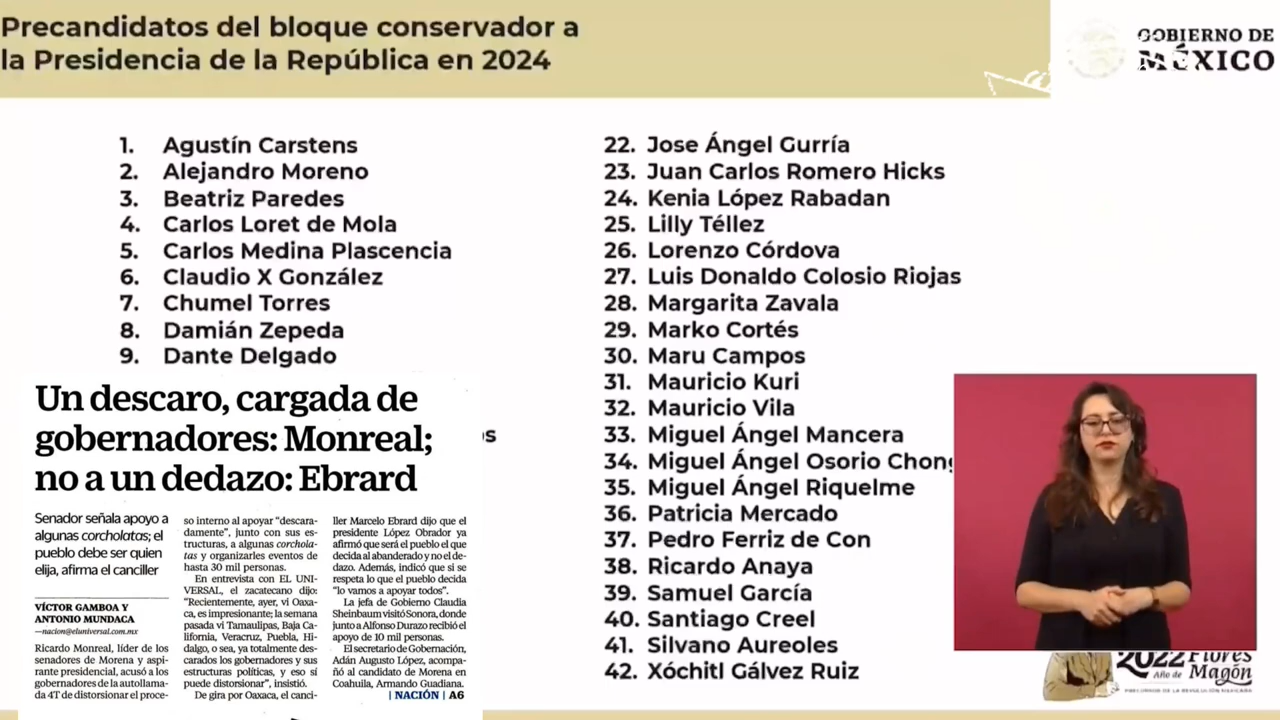 Precandidatos del bloque conservador a
la Presidencia de la República en 2024
GOBIERNO DE
MÉXICO
1. Agustín Carstens
2. Alejandro Moreno
3. Beatriz Paredes
4. Carlos Loret de Mola
5. Carlos Medina Plascencia
6. Claudio X González
7. Chumel Torres
8. Damián Zepeda
9. Dante Delgado
22. Jose Ángel Gurría
23. Juan Carlos Romero Hicks
24. Kenia López Rabadan
25. Lilly Téllez
26. Lorenzo Córdova
27. Luis Donaldo Colosio Riojas
28. Margarita Zavala
29. Marko Cortés
30. Maru Campos
31. Mauricio Kuri
32. Mauricio Vila
33. Miguel Ángel Mancera
34. Miguel Ángel Osorio Chong
35. Miguel Ángel Riquelme
36. Patricia Mercado
37. Pedro Ferriz de Con
38. Ricardo Anaya
39. Samuel García
40. Santiago Creel
41. Silvano Aureoles
42. Xóchitl Gálvez Ruiz
Un descaro, cargada de
gobernadores: Monreal;
no a un dedazo: Ebrard
Senador señala apoyo a
algunas corcholatas; el
pueblo debe ser quien
elija, afirma el canciller
VÍCTOR GAMBOA Y
ANTONIO MUNDACA
—nacion@eluniversal.com.mx
Ricardo Monreal, líder de los
senadores de Morena y aspi-
rante presidencial, acusó a los
gobernadores de la autollama-
da 4T de distorsionar el proce-
so interno al apoyar “descara-
damente”, junto con sus es-
tructuras, a algunas corchola-
tas y organizarles eventos de
hasta 30 mil personas.
En entrevista con EL UNI-
VERSAL, el zacatecano dijo:
“Recientemente, ayer, vi Oaxa-
ca, es impresionante; la semana
pasada vi Tamaulipas, Baja Ca-
lifornia, Veracruz, Puebla, Hi-
dalgo, o sea, ya totalmente des-
carados los gobernadores y sus
estructuras políticas, y eso sí
puede distorsionar”, insistió.
De gira por Oaxaca, el canci-
ller Marcelo Ebrard dijo que el
presidente López Obrador ya
afirmó que será el pueblo el que
decida al abanderado y no el de-
dazo. Además, indicó que si se
respeta lo que el pueblo decida
“lo vamos a apoyar todos”.
La jefa de Gobierno Claudia
Sheinbaum visitó Sonora, donde
junto a Alfonso Durazo recibió el
apoyo de 10 mil personas.
El secretario de Gobernación,
Adán Augusto López, acompa-
ñó al candidato de Morena en
Coahuila, Armando Guadiana.
| NACIÓN | A6
2022 Flores
Año de Magón
PRECURSOR DE LA REVOLUCIÓN MEXICANA